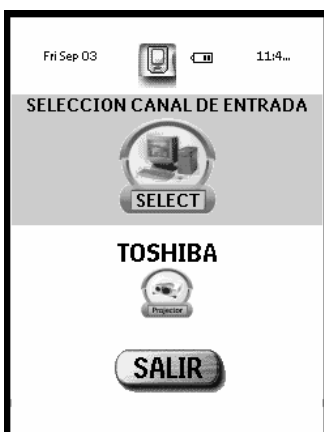 Fri Sep 03 11:4...
SELECCION CANAL DE ENTRADA
SELECT
TOSHIBA
Projector
SALIR